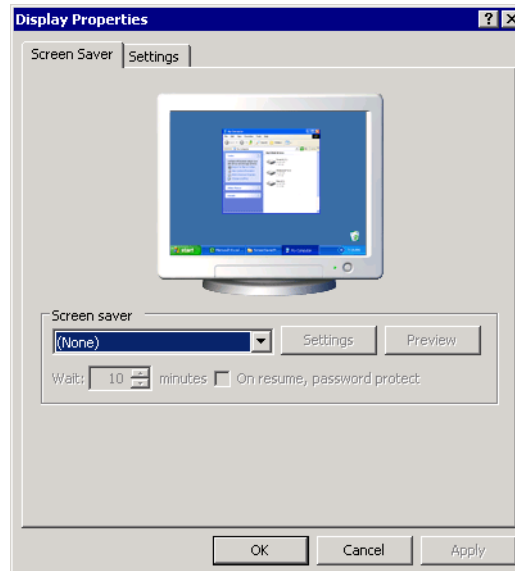 Display Properties
Screen Saver
Settings
start
Screen saver
(None)
Settings
Preview
Wait: 10 minutes
On resume, password protect
OK
Cancel
Apply